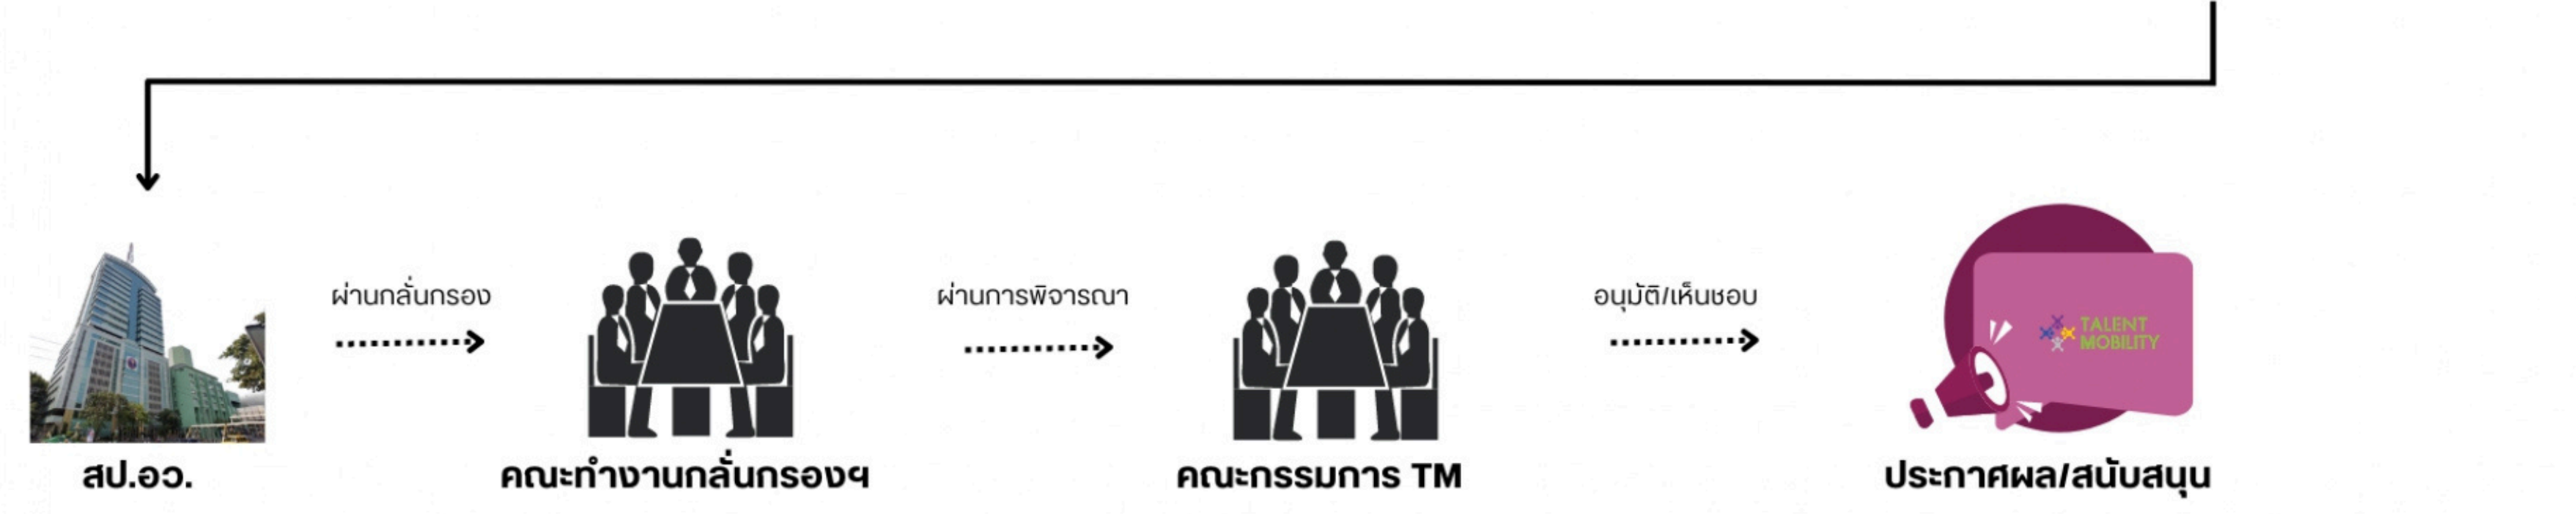 ผ่านกลั่นกรอง
ผ่านการพิจารณา
อนุมัติ/เห็นชอบ
TALENT
MOBILITY
สป.อว.
คณะทำงานกลั่นกรองฯ
คณะกรรมการ TM
ประกาศผล/สนับสนุน